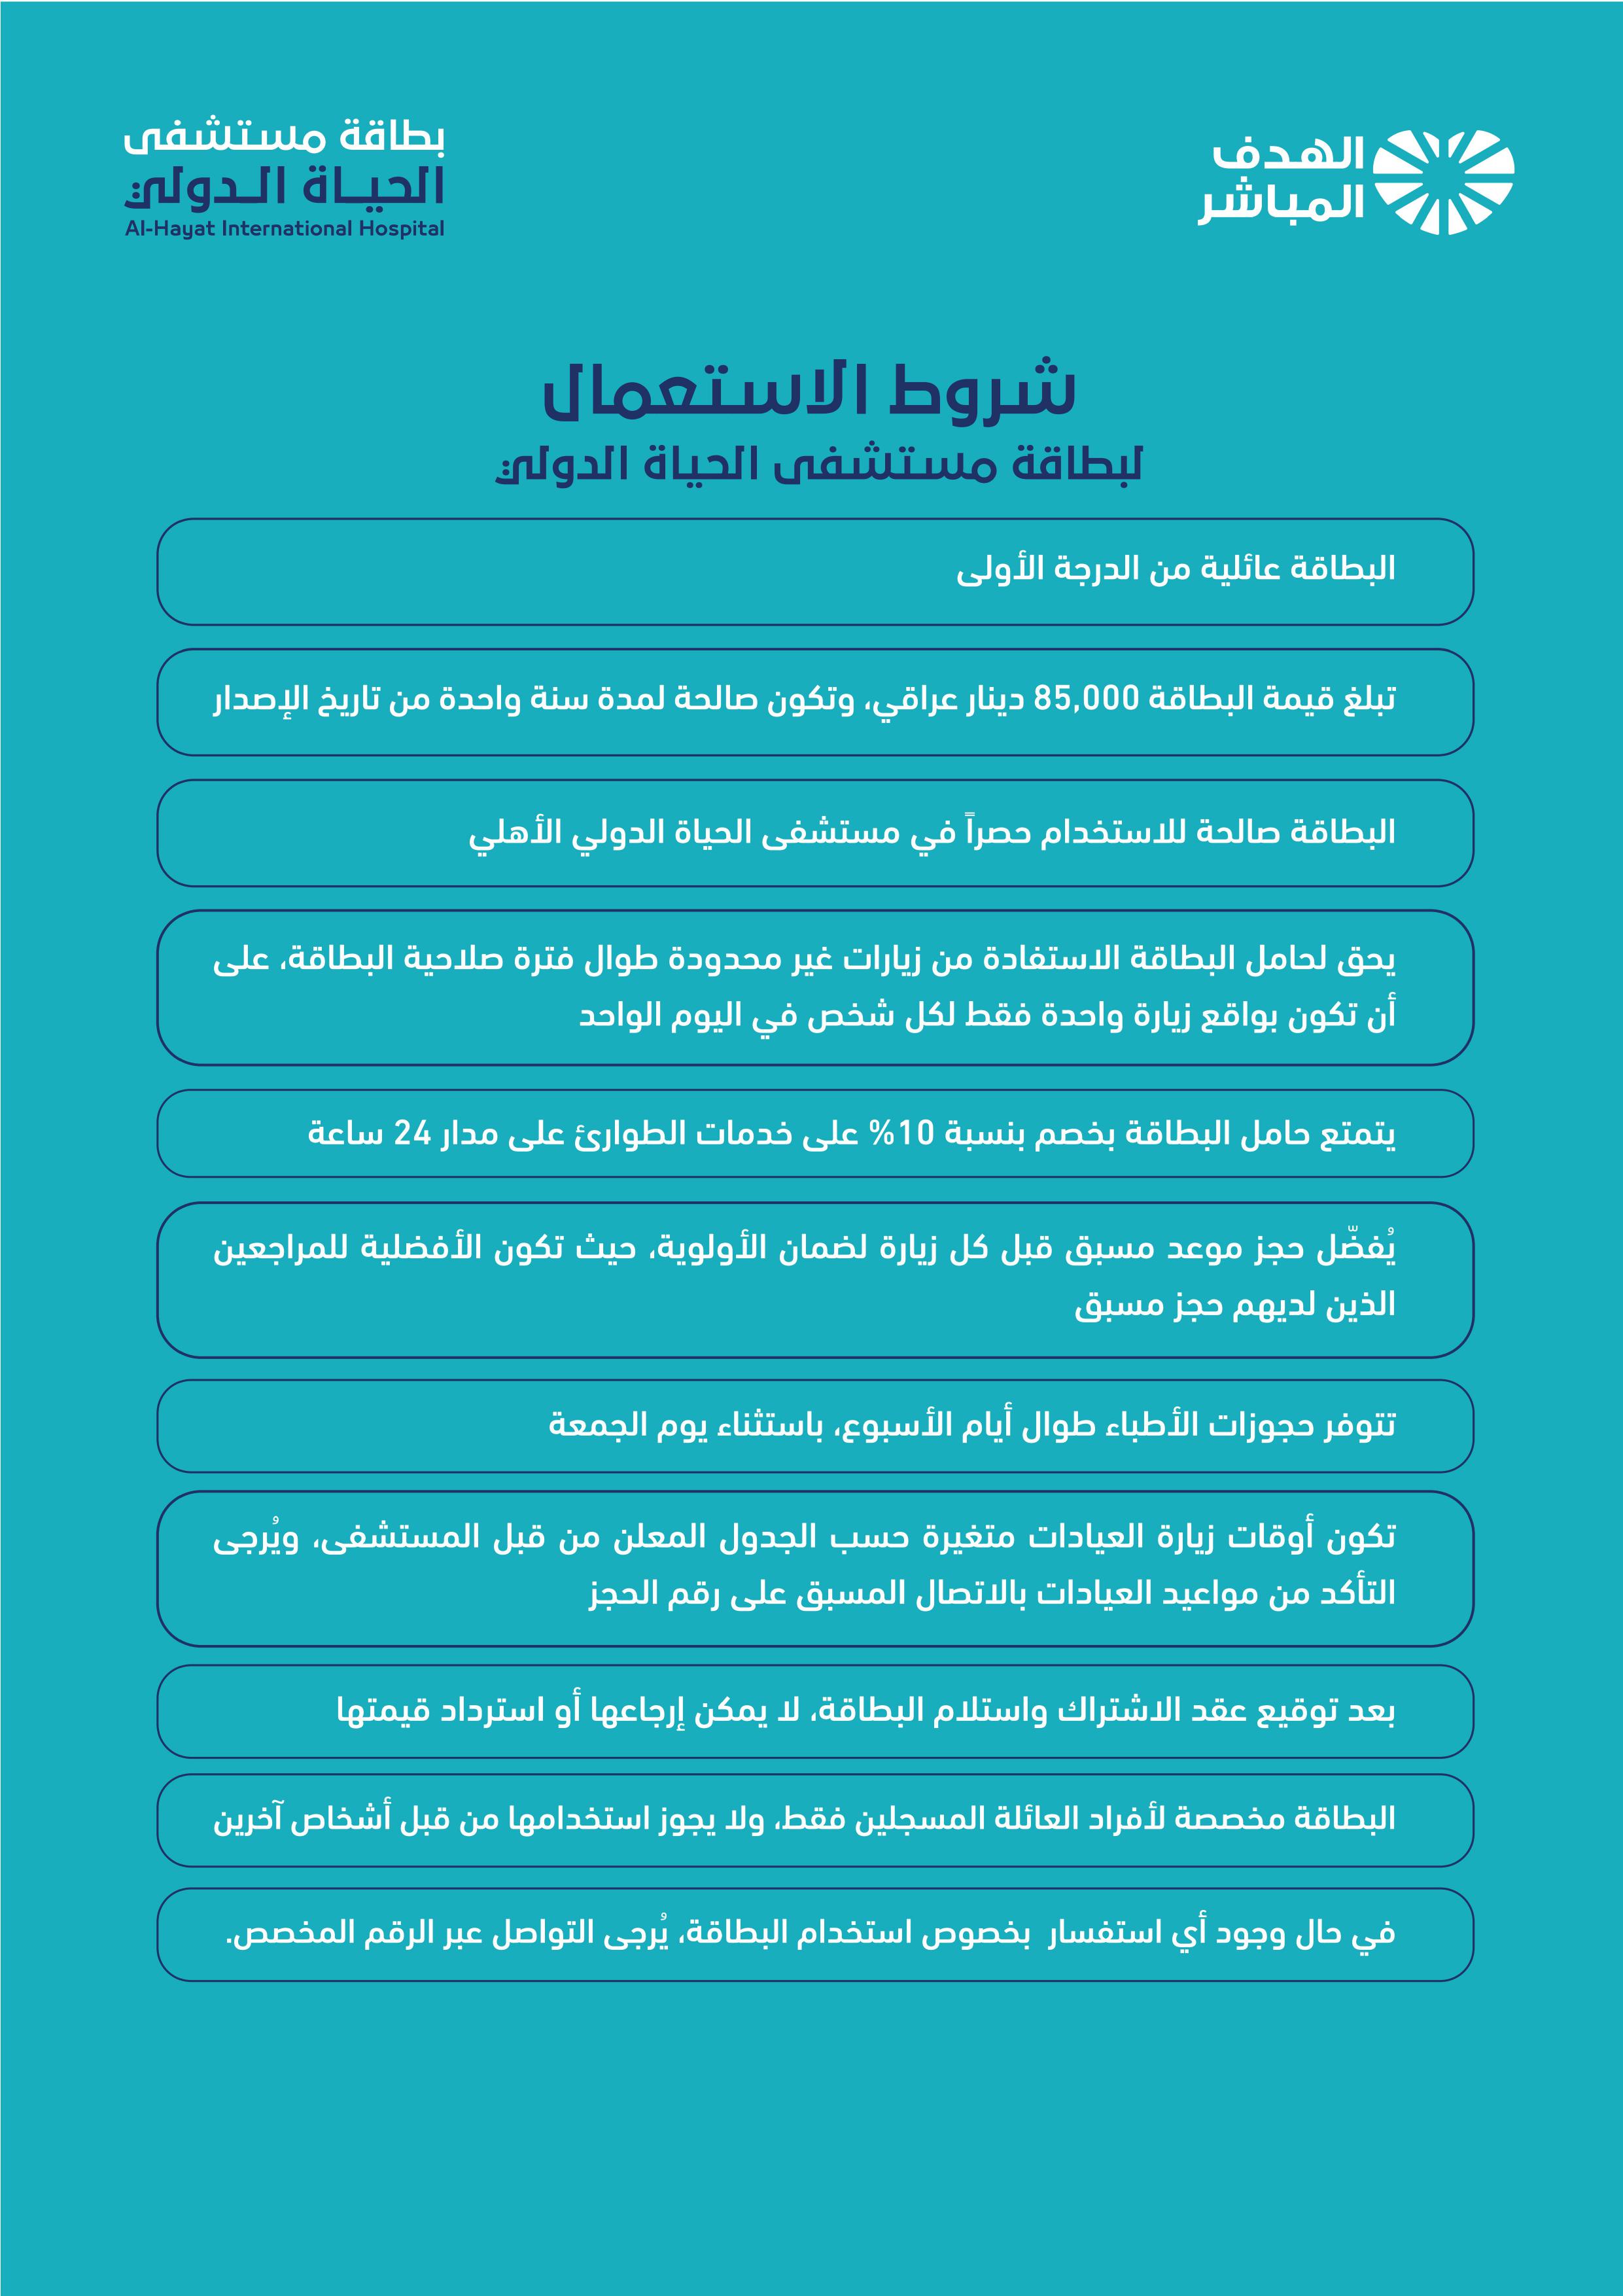 الهدف
المباشر
بطاقة مستشفى
الحياة الدولي
Al-Hayat International Hospital
شروط الاستعمال
لبطاقة مستشفى الحياة الدولي
البطاقة عائلية من الدرجة الأولى
تبلغ قيمة البطاقة 85,000 دينار عراقي، وتكون صالحة لمدة سنة واحدة من تاريخ الإصدار
البطاقة صالحة للاستخدام حصراً في مستشفى الحياة الدولي الأهلي
يحق لحامل البطاقة الاستفادة من زيارات غير محدودة طوال فترة صلاحية البطاقة، على
أن تكون بواقع زيارة واحدة فقط لكل شخص في اليوم الواحد
يتمتع حامل البطاقة بخصم بنسبة 10% على خدمات الطوارئ على مدار 24 ساعة
يُفضّل حجز موعد مسبق قبل كل زيارة لضمان الأولوية، حيث تكون الأفضلية للمراجعين
الذين لديهم حجز مسبق
تتوفر حجوزات الأطباء طوال أيام الأسبوع، باستثناء يوم الجمعة
تكون أوقات زيارة العيادات متغيرة حسب الجدول المعلن من قبل المستشفى، ويُرجى
التأكد من مواعيد العيادات بالاتصال المسبق على رقم الحجز
بعد توقيع عقد الاشتراك واستلام البطاقة، لا يمكن إرجاعها أو استرداد قيمتها
البطاقة مخصصة لأفراد العائلة المسجلين فقط، ولا يجوز استخدامها من قبل أشخاص آخرين
في حال وجود أي استفسار بخصوص استخدام البطاقة، يُرجى التواصل عبر الرقم المخصص.